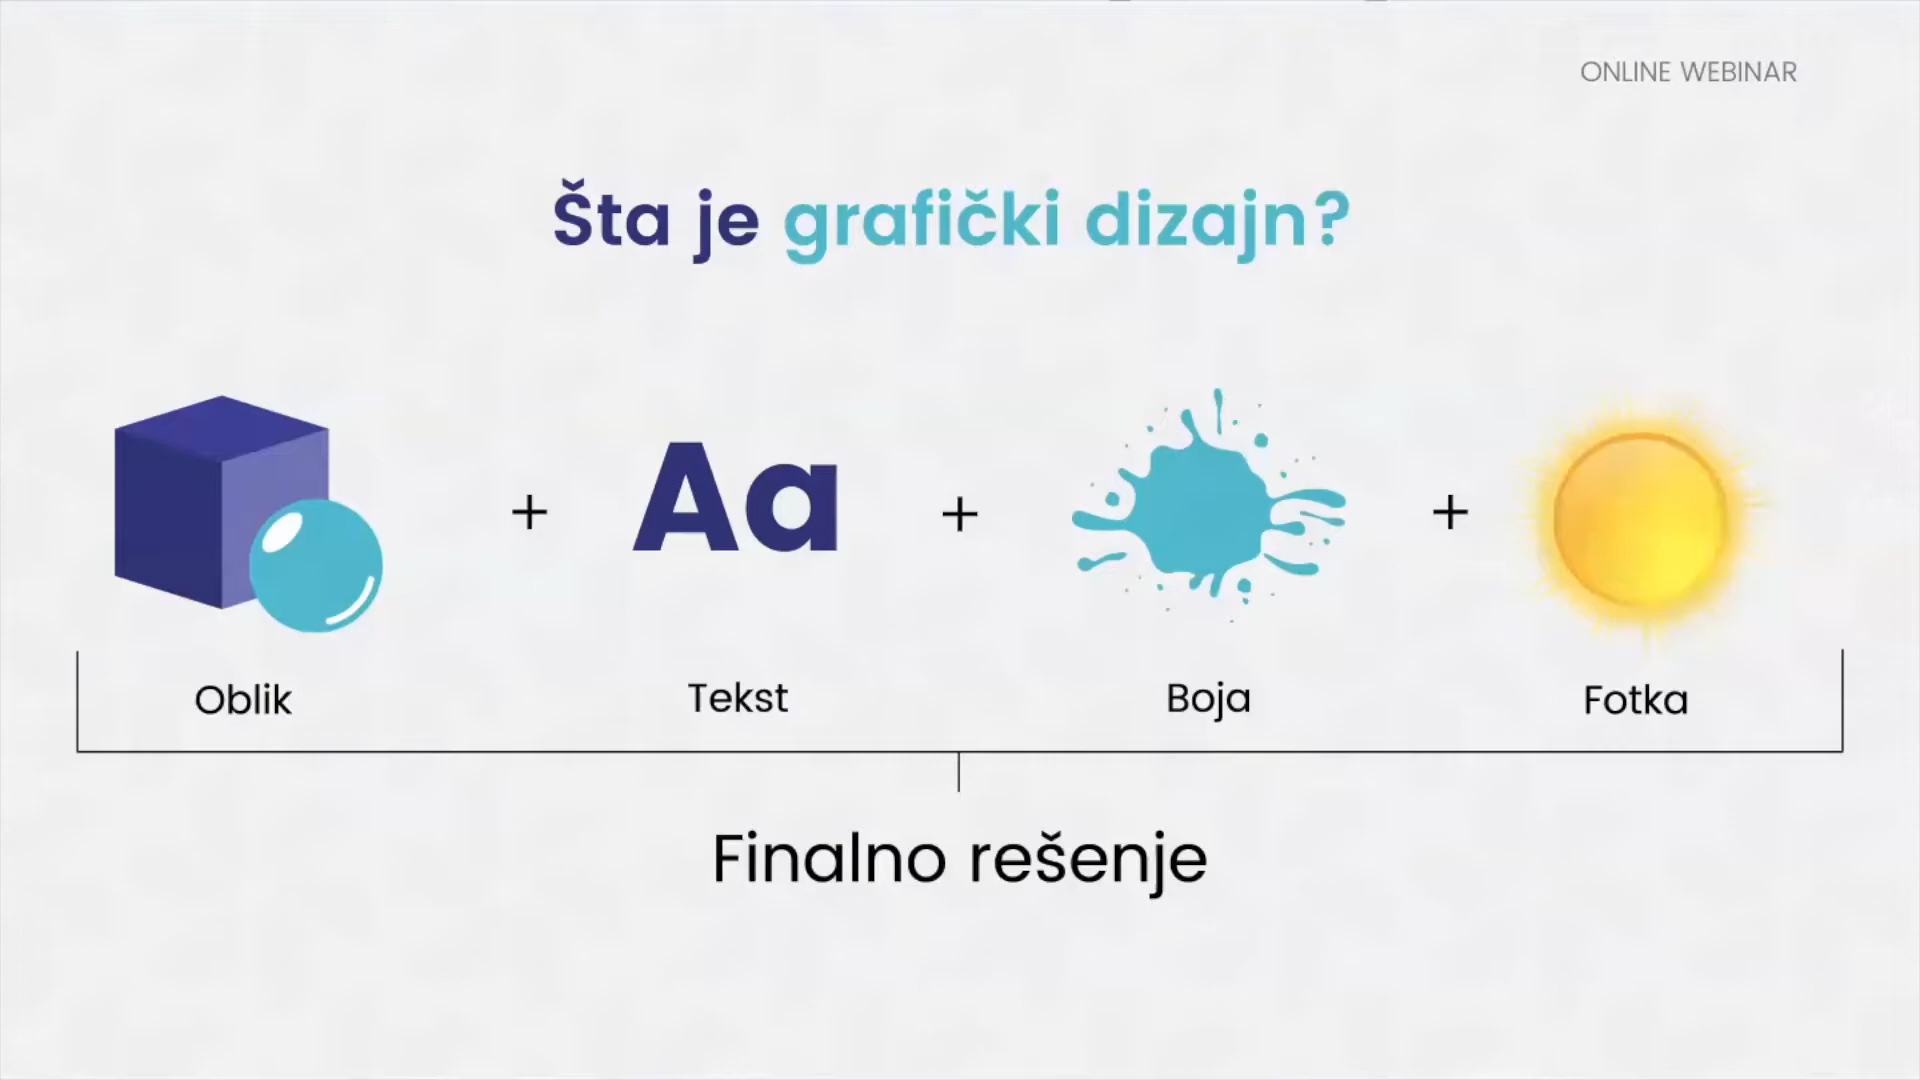 ONLINE WEBINAR
Šta je grafički dizajn?
+ Aa + +
Oblik Tekst Boja Fotka
Finalno rešenje